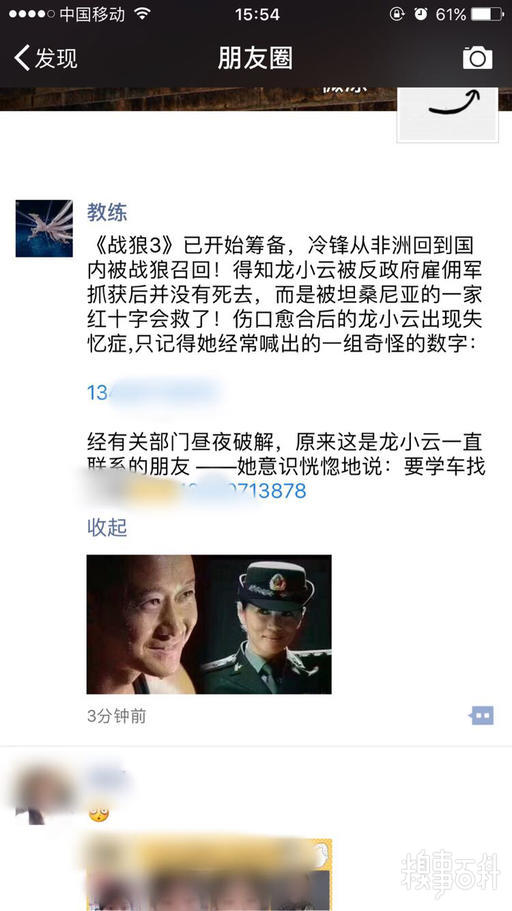 中国移动
15:54
61%
发现
朋友圈
教练
《战狼3》已开始筹备，冷锋从非洲回到国
内被战狼召回！得知龙小云被反政府雇佣军
抓获后并没有死去，而是被坦桑尼亚的一家
红十字会救了！伤口愈合后的龙小云出现失
忆症,只记得她经常喊出的一组奇怪的数字：
13
经有关部门昼夜破解，原来这是龙小云一直
联系的朋友 ——她意识恍惚地说：要学车找
713878
收起
3分钟前
糗事百科